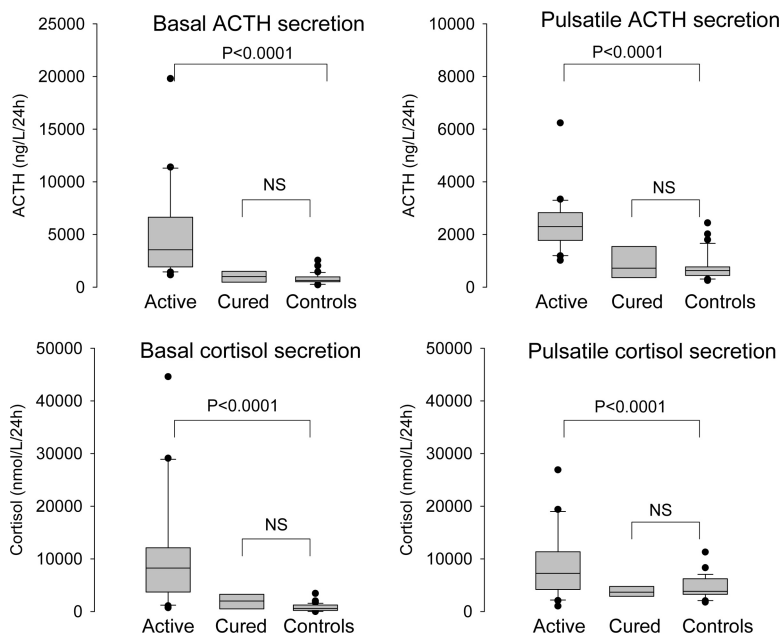 Basal ACTH secretion
25000
20000
15000
10000
5000
0
ACTH (ng/L/24h)
P<0.0001
NS
Active Cured Controls
Pulsatile ACTH secretion
10000
8000
6000
4000
2000
0
ACTH (ng/L/24h)
P<0.0001
NS
Active Cured Controls
Basal cortisol secretion
50000
40000
30000
20000
10000
0
Cortisol (nmol/L/24h)
P<0.0001
NS
Active Cured Controls
Pulsatile cortisol secretion
50000
40000
30000
20000
10000
0
Cortisol (nmol/L/24h)
P<0.0001
NS
Active Cured Controls